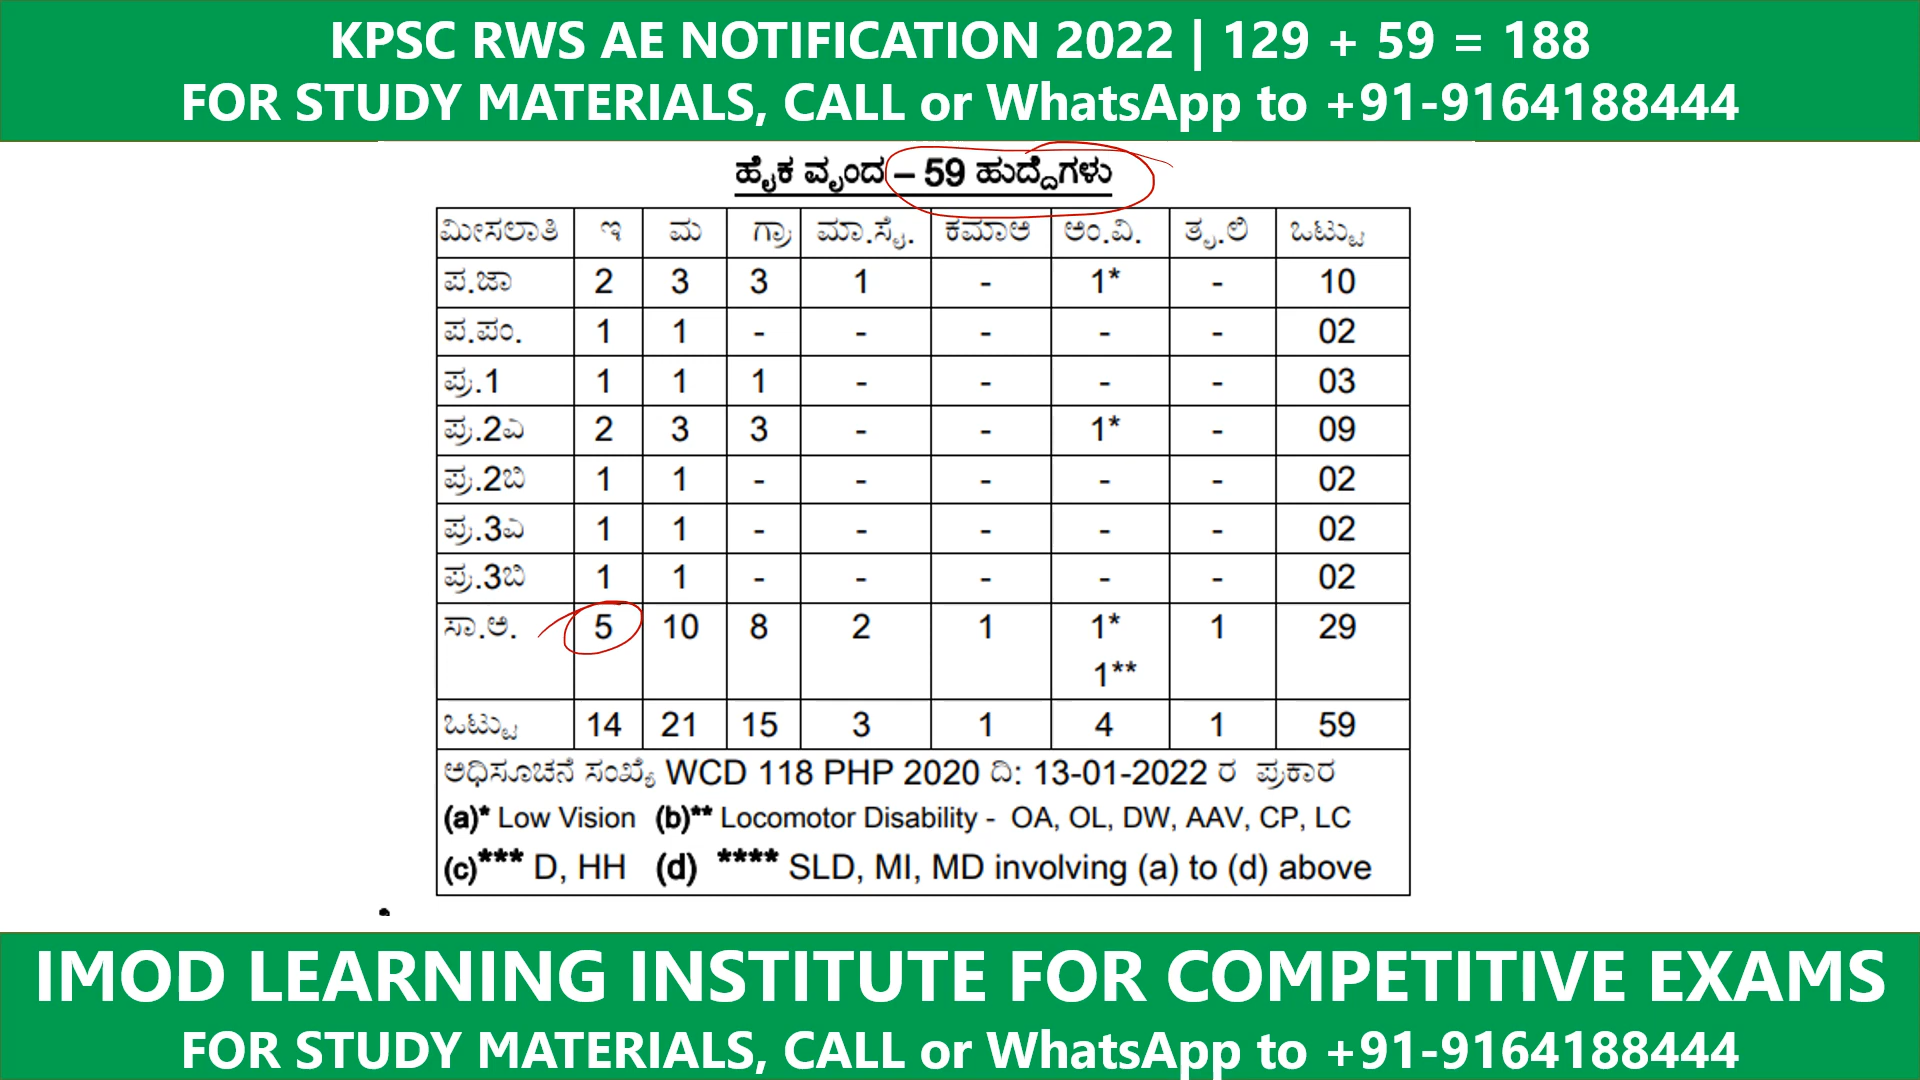 KPSC RWS AE NOTIFICATION 2022 | 129 + 59 = 188
FOR STUDY MATERIALS, CALL or WhatsApp to +91-9164188444
ಹೈಕ ವೃಂದ – 59 ಹುದ್ದೆಗಳು
ಮೀಸಲಾತಿ ಇ ಮ ಗ್ರಾ ಮಾ.ಸೈ. ಕಮಾಅ ಅಂ.ವಿ. ತೃ.ಲಿ ಒಟ್ಟು
ಪ.ಜಾ 2 3 3 1 - 1* - 10
ಪ.ಪಂ. 1 1 - - - - - 02
ಪ್ರ.1 1 1 1 - - - - 03
ಪ್ರ.2ಎ 2 3 3 - - 1* - 09
ಪ್ರ.2ಬಿ 1 1 - - - - - 02
ಪ್ರ.3ಎ 1 1 - - - - - 02
ಪ್ರ.3ಬಿ 1 1 - - - - - 02
ಸಾ.ಅ. 5 10 8 2 1 1* 1 29
1**
ಒಟ್ಟು 14 21 15 3 1 4 1 59
ಅಧಿಸೂಚನೆ ಸಂಖ್ಯೆ WCD 118 PHP 2020 ದಿ: 13-01-2022 ರ ಪ್ರಕಾರ
(a)* Low Vision (b)** Locomotor Disability - OA, OL, DW, AAV, CP, LC
(c)*** D, HH (d) **** SLD, MI, MD involving (a) to (d) above
IMOD LEARNING INSTITUTE FOR COMPETITIVE EXAMS
FOR STUDY MATERIALS, CALL or WhatsApp to +91-9164188444